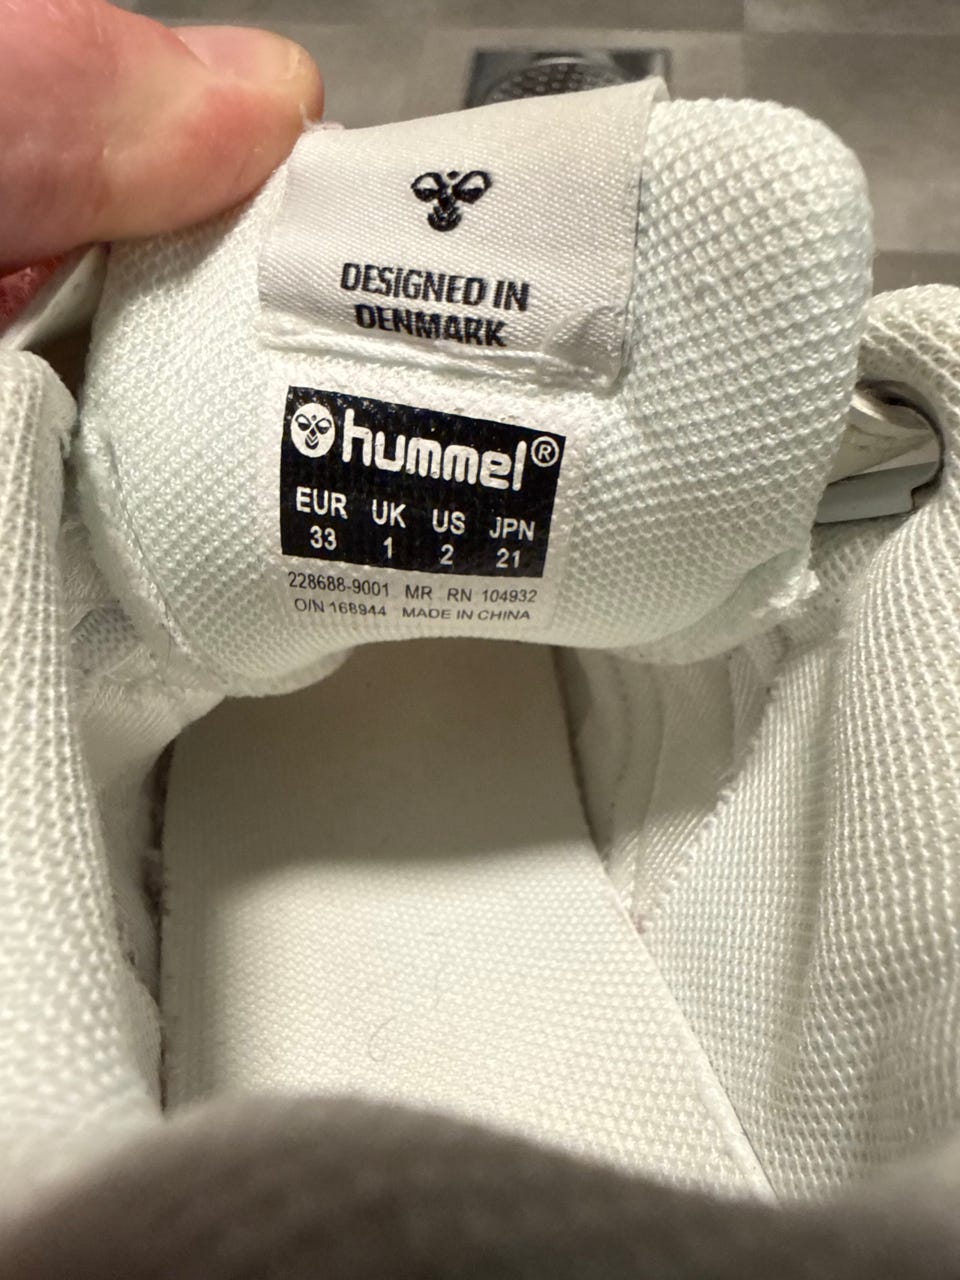 DESIGNED IN
DENMARK
hummel®
EUR UK US JPN
33 1 2 21
228688-9001 MR RN 104932
O/N 168944 MADE IN CHINA